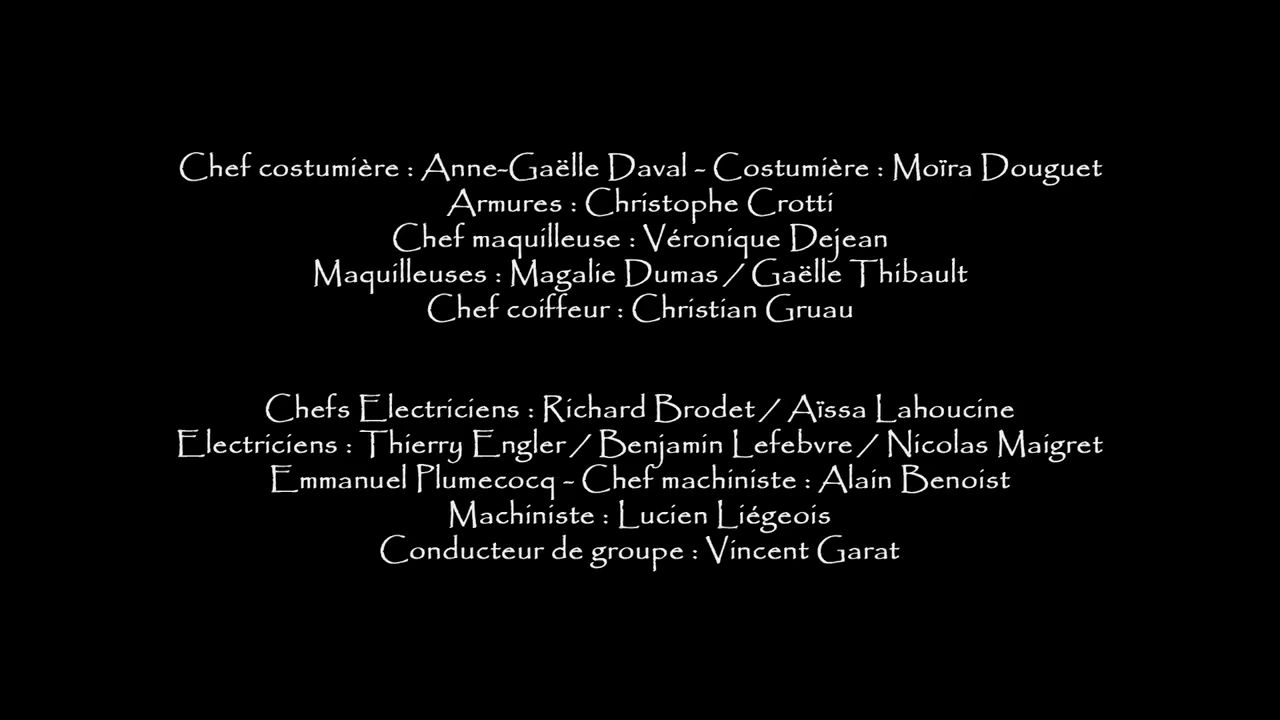 Chef costumière : Anne-Gaëlle Daval - Costumière : Moïra Douguet
Armures : Christophe Crotti
Chef maquilleuse : Véronique Dejean
Maquilleuses : Magalie Dumas / Gaëlle Thibault
Chef coiffeur : Christian Gruau
Chefs Electriciens : Richard Brodet / Aïssa Lahoucine
Electriciens : Thierry Engler / Benjamin Lefebvre / Nicolas Maigret
Emmanuel Plumecocq - Chef machiniste : Alain Benoist
Machiniste : Lucien Liégeois
Conducteur de groupe : Vincent Garat